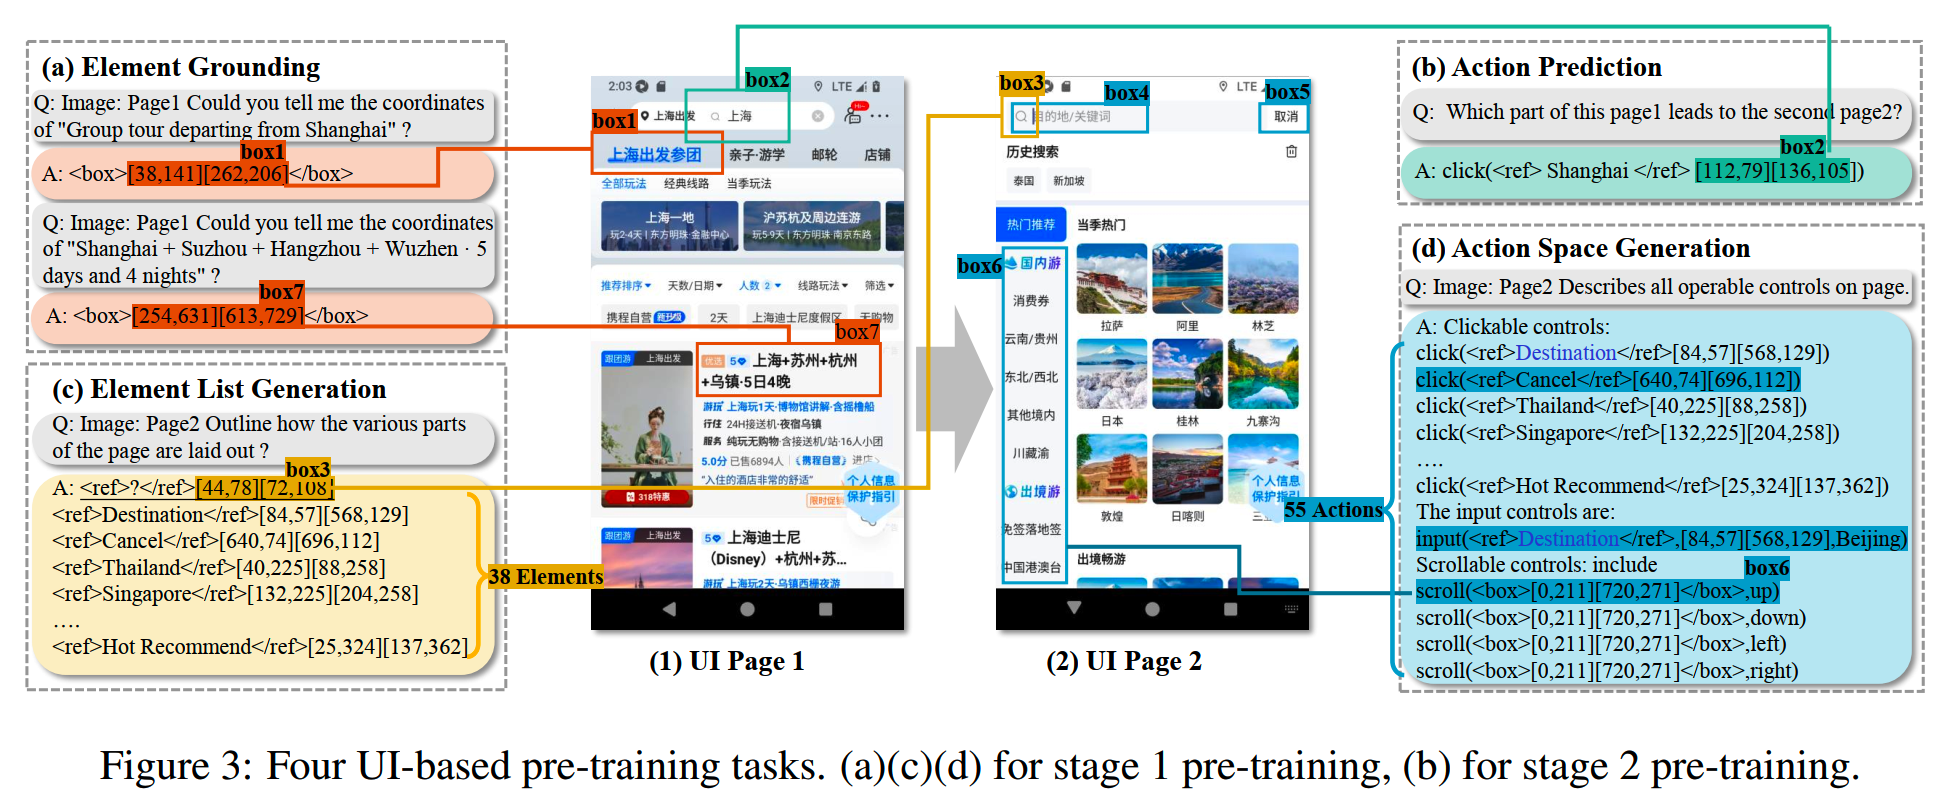 (a) Element Grounding
Q: Image: Page1 Could you tell me the coordinates
of "Group tour departing from Shanghai" ?
box1
A: <box>[38,141][262,206]</box>
Q: Image: Page1 Could you tell me the coordinates
of "Shanghai + Suzhou + Hangzhou + Wuzhen · 5
days and 4 nights" ?
box7
A: <box>[254,631][613,729]</box>
(c) Element List Generation
Q: Image: Page2 Outline how the various parts
of the page are laid out ?
box3
A: <ref>?</ref>[44,78][72,108]
<ref>Destination</ref>[84,57][568,129]
<ref>Cancel</ref>[640,74][696,112]
<ref>Thailand</ref>[40,225][88,258]
<ref>Singapore</ref>[132,225][204,258]
....
<ref>Hot Recommend</ref>[25,324][137,362]
38 Elements
box2
2:03 LTE
box1
上海出发 上海 Hi~
上海出发参团 亲子·游学 邮轮 店铺
全部玩法 经典线路 当季玩法
上海一地 沪苏杭及周边连游
玩2-4天 | 东方明珠·金融中心 玩5-9天 | 东方明珠·南京东路
推荐排序 天数/日期 人数 2 线路玩法 筛选
携程自营 2天 上海迪士尼度假区 无购物
box7
跟团游 上海出发
优选 5 上海+苏州+杭州
+乌镇·5日4晚
游玩 上海玩1天·博物馆讲解·含摇橹船
行住 24H接送机·夜宿乌镇
服务 纯玩无购物·含接送机/站·16人小团
5.0分 已售6894人 《携程自营》 进店
"入住的酒店非常的舒适"
个人信息
保护指引
318特惠 限时促销
跟团游 上海出发
5 上海迪士尼
（Disney）+杭州+苏...
游玩 上海玩2天·乌镇西栅夜游
(1) UI Page 1
box3
LTE
box4 box5
目的地/关键词 取消
历史搜索
泰国 新加坡
热门推荐 当季热门
box6
国内游
消费券
云南/贵州
东北/西北
其他境内
川藏渝
出境游
免签落地签
中国港澳台
拉萨 阿里 林芝
日本 桂林 九寨沟
个人信息
保护指引
敦煌 日喀则 三亚
出境畅游
(2) UI Page 2
(b) Action Prediction
Q: Which part of this page1 leads to the second page2?
box2
A: click(<ref> Shanghai </ref> [112,79][136,105])
(d) Action Space Generation
Q: Image: Page2 Describes all operable controls on page.
A: Clickable controls:
click(<ref>Destination</ref>[84,57][568,129])
click(<ref>Cancel</ref>[640,74][696,112])
click(<ref>Thailand</ref>[40,225][88,258])
click(<ref>Singapore</ref>[132,225][204,258])
....
click(<ref>Hot Recommend</ref>[25,324][137,362])
55 Actions
The input controls are:
input(<ref>Destination</ref>,[84,57][568,129],Beijing)
Scrollable controls: include
box6
scroll(<box>[0,211][720,271]</box>,up)
scroll(<box>[0,211][720,271]</box>,down)
scroll(<box>[0,211][720,271]</box>,left)
scroll(<box>[0,211][720,271]</box>,right)
Figure 3: Four UI-based pre-training tasks. (a)(c)(d) for stage 1 pre-training, (b) for stage 2 pre-training.